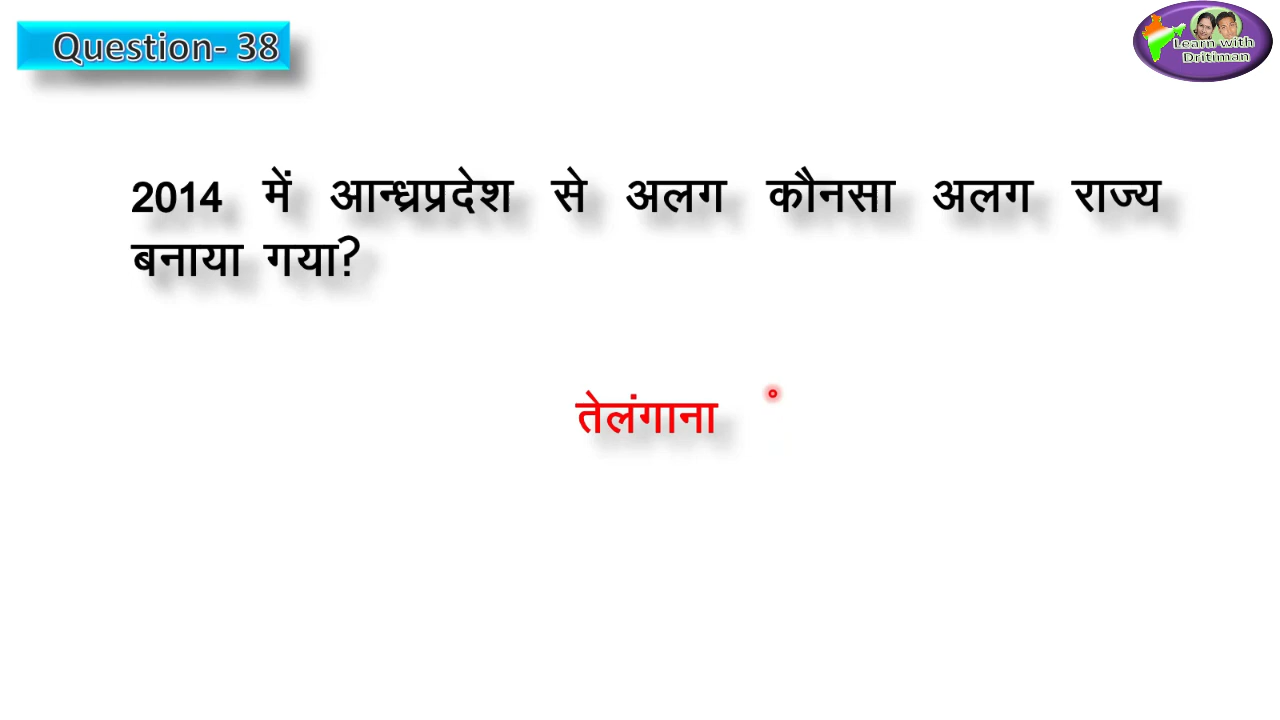 Question- 38
Learn with
Dritiman
2014 में आन्ध्रप्रदेश से अलग कौनसा अलग राज्य
बनाया गया?
तेलंगाना